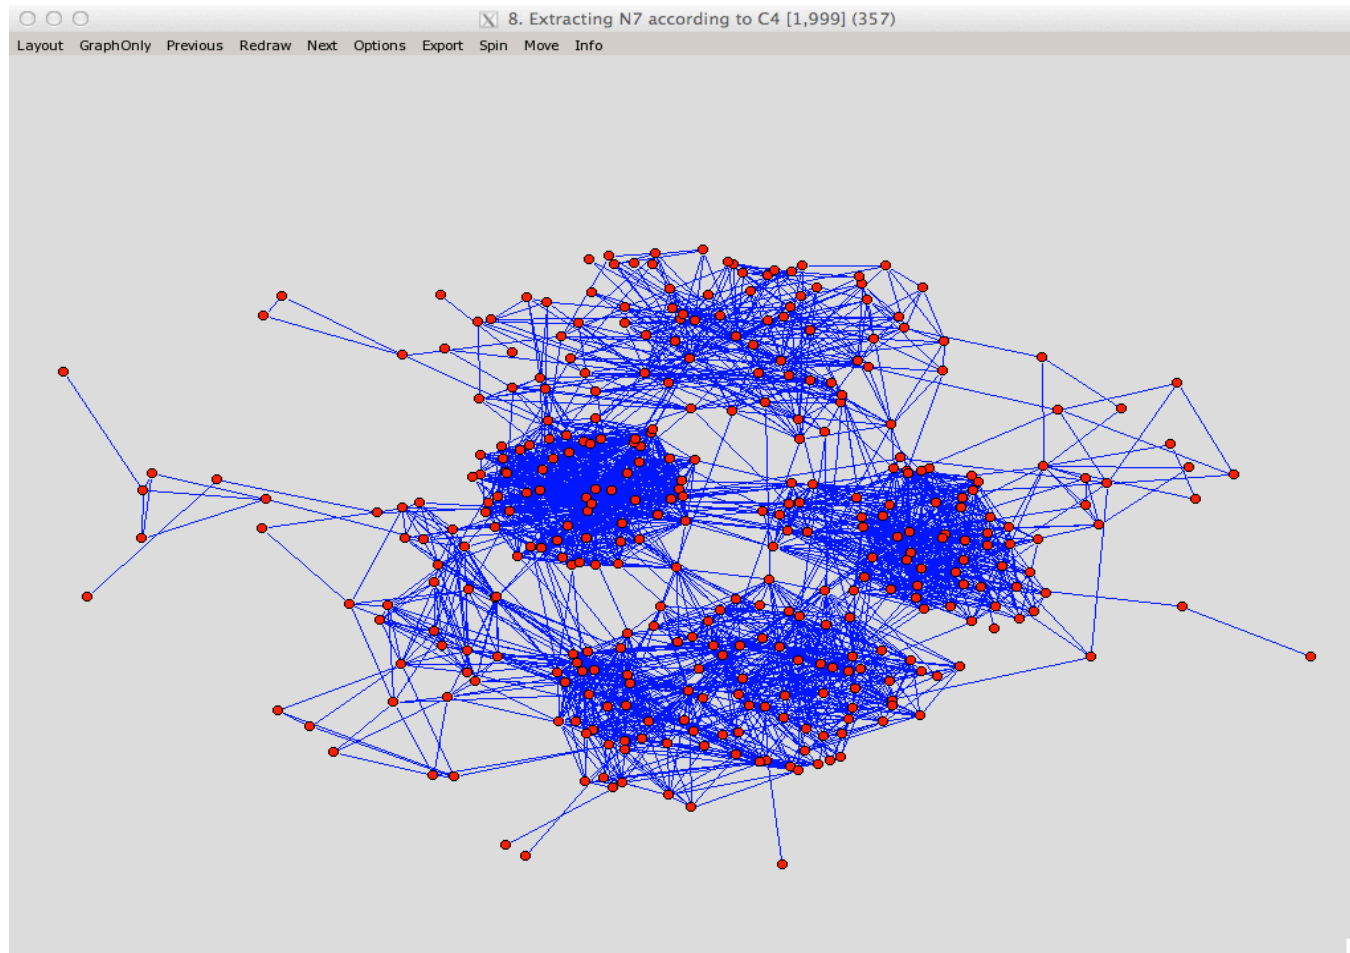 8. Extracting N7 according to C4 [1,999] (357)
Layout GraphOnly Previous Redraw Next Options Export Spin Move Info